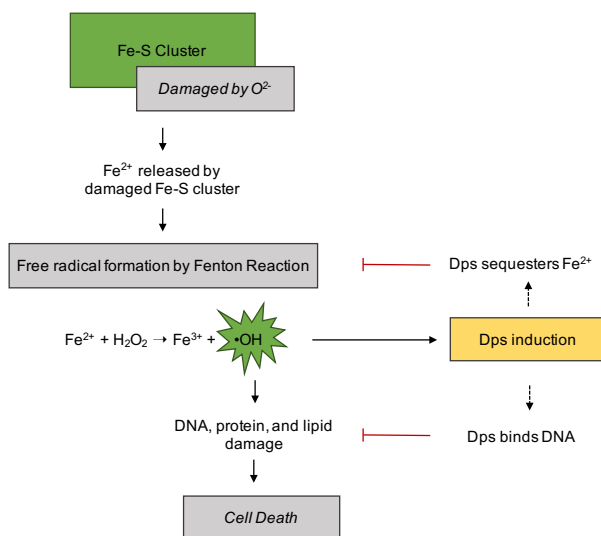 Fe-S Cluster
Damaged by O²⁻
Fe²⁺ released by
damaged Fe-S cluster
Free radical formation by Fenton Reaction
Dps sequesters Fe²⁺
Fe²⁺ + H₂O₂ → Fe³⁺ + •OH
Dps induction
DNA, protein, and lipid
damage
Dps binds DNA
Cell Death